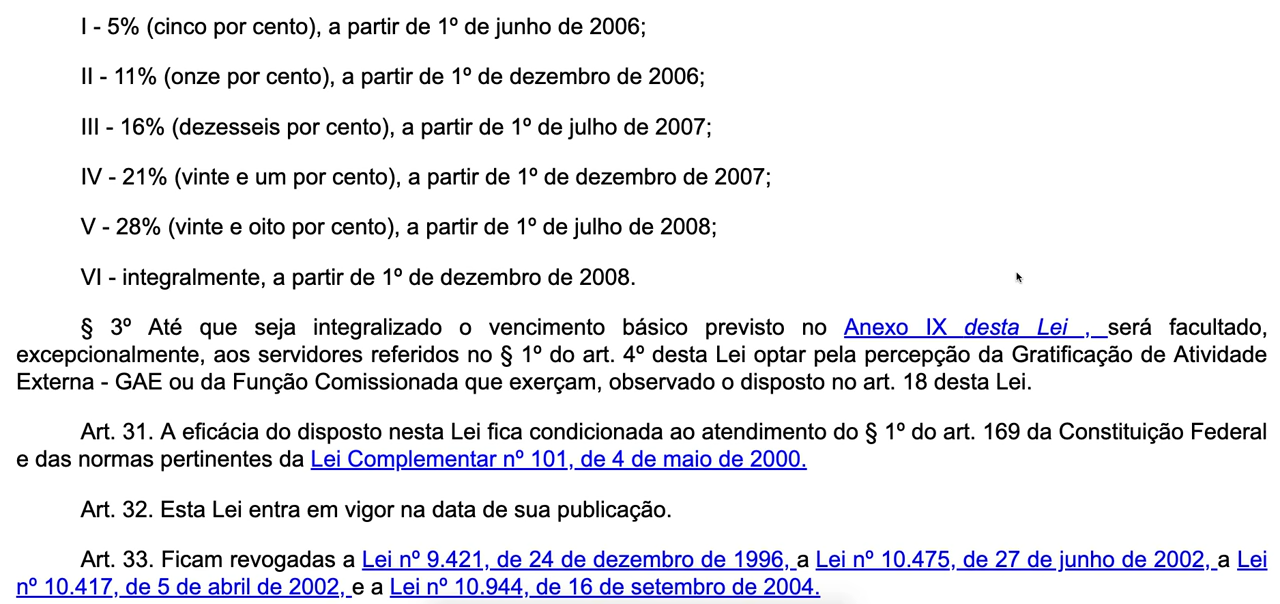 I - 5% (cinco por cento), a partir de 1º de junho de 2006;
II - 11% (onze por cento), a partir de 1º de dezembro de 2006;
III - 16% (dezesseis por cento), a partir de 1º de julho de 2007;
IV - 21% (vinte e um por cento), a partir de 1º de dezembro de 2007;
V - 28% (vinte e oito por cento), a partir de 1º de julho de 2008;
VI - integralmente, a partir de 1º de dezembro de 2008.
§ 3º Até que seja integralizado o vencimento básico previsto no Anexo IX desta Lei , será facultado,
excepcionalmente, aos servidores referidos no § 1º do art. 4º desta Lei optar pela percepção da Gratificação de Atividade
Externa - GAE ou da Função Comissionada que exerçam, observado o disposto no art. 18 desta Lei.
Art. 31. A eficácia do disposto nesta Lei fica condicionada ao atendimento do § 1º do art. 169 da Constituição Federal
e das normas pertinentes da Lei Complementar nº 101, de 4 de maio de 2000.
Art. 32. Esta Lei entra em vigor na data de sua publicação.
Art. 33. Ficam revogadas a Lei nº 9.421, de 24 de dezembro de 1996, a Lei nº 10.475, de 27 de junho de 2002, a Lei
nº 10.417, de 5 de abril de 2002, e a Lei nº 10.944, de 16 de setembro de 2004.